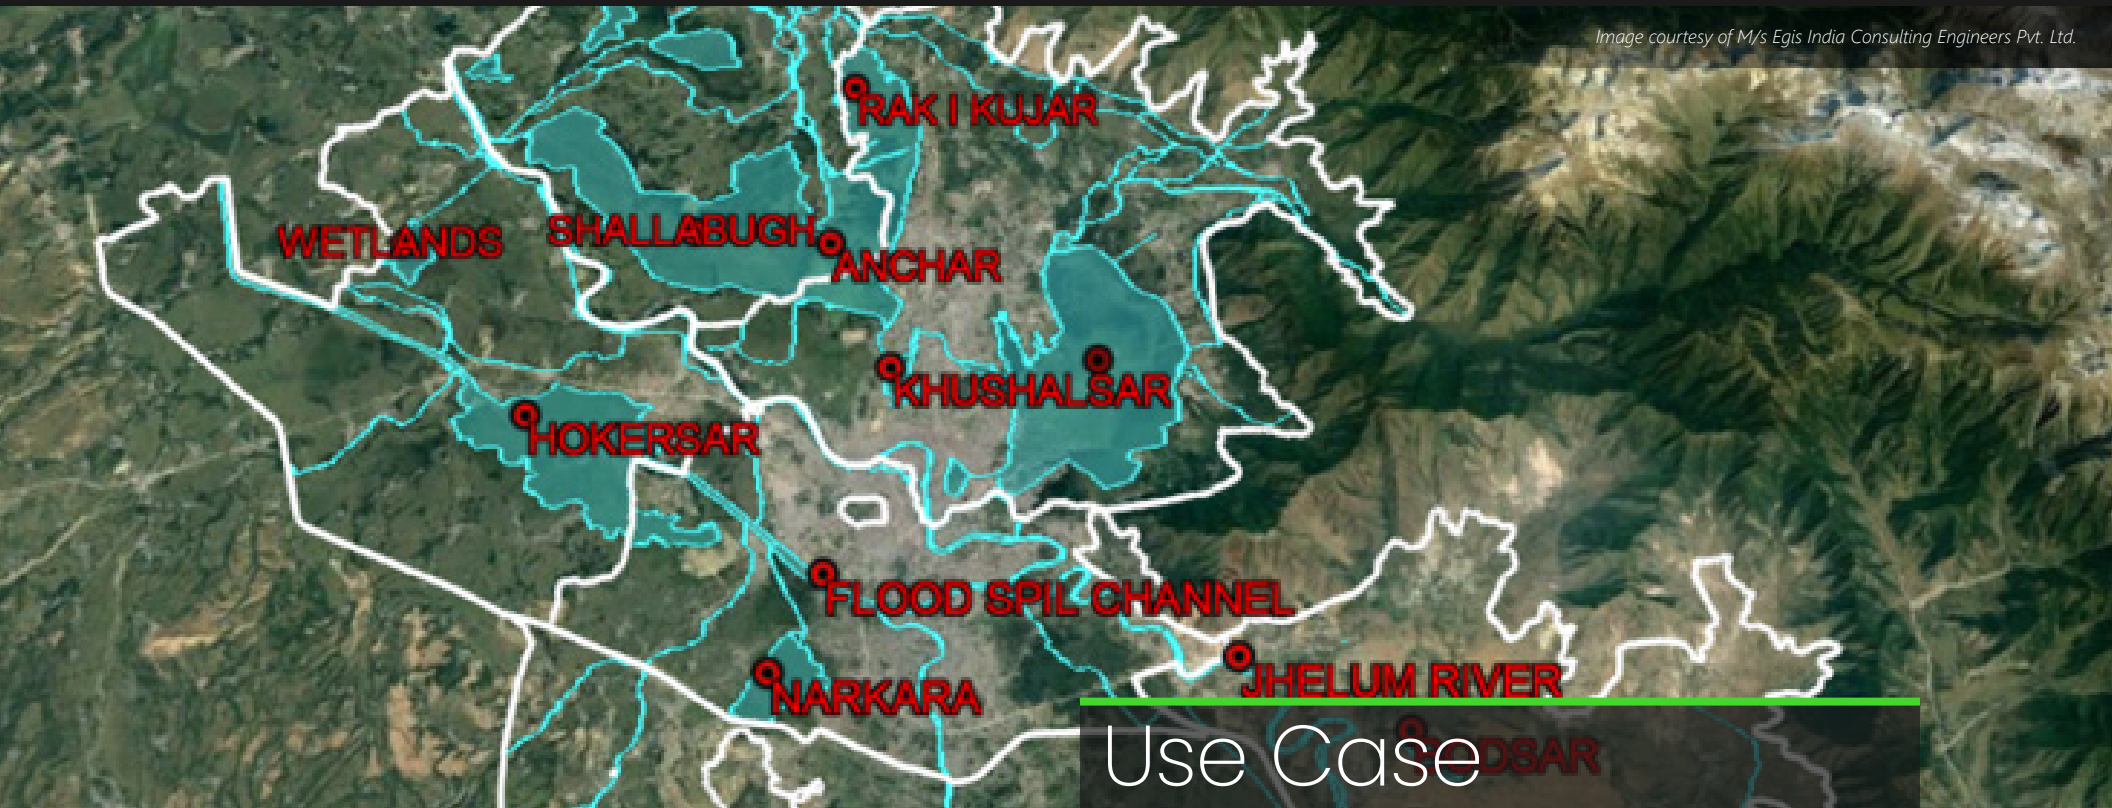 Image courtesy of M/s Egis India Consulting Engineers Pvt. Ltd.
RAK I KUJAR
WETLANDS
SHALLABUGH
ANCHAR
KHUSHALSAR
HOKERSAR
FLOOD SPIL CHANNEL
JHELUM RIVER
NARKARA
Use Case